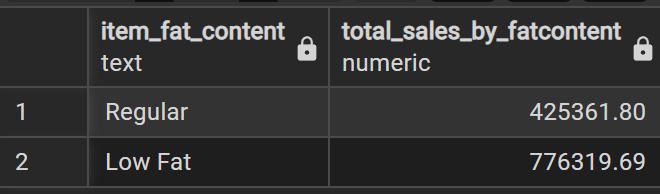 item_fat_content total_sales_by_fatcontent
text numeric
1 Regular 425361.80
2 Low Fat 776319.69